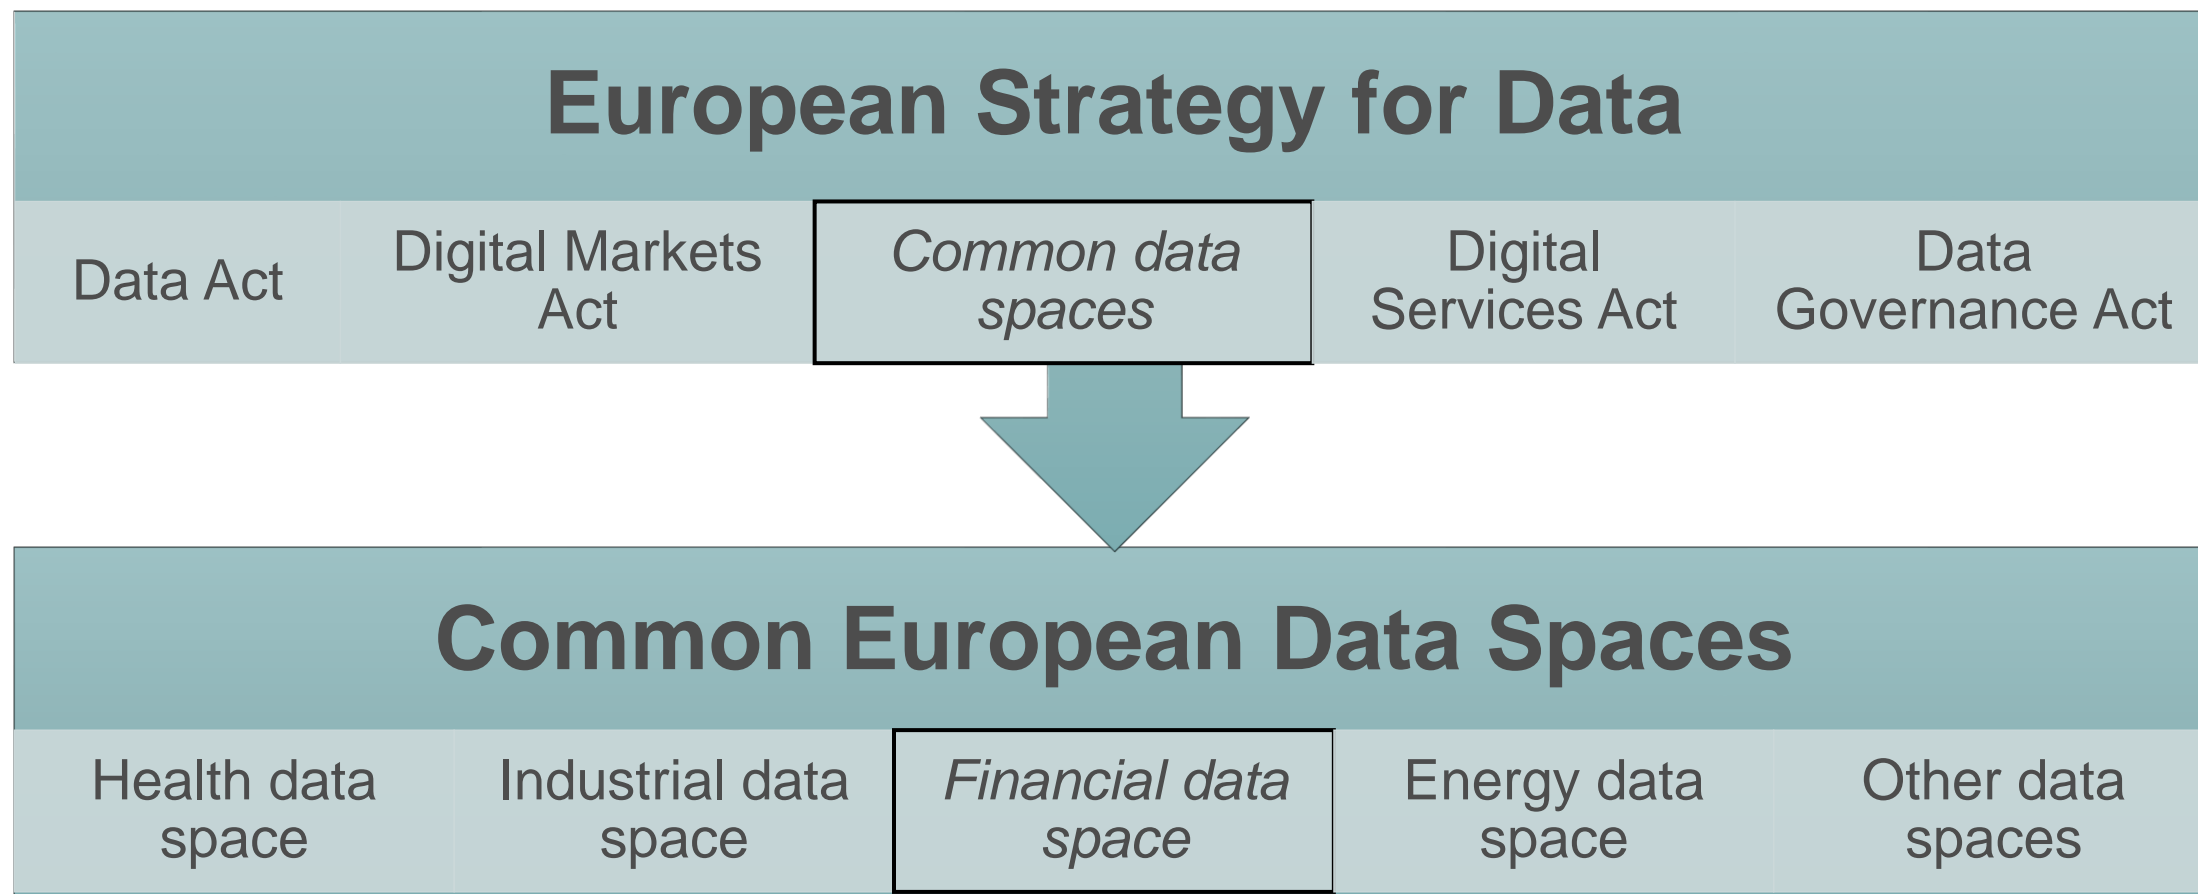 European Strategy for Data
Data Act
Digital Markets
Act
Common data
spaces
Digital
Services Act
Data
Governance Act
Common European Data Spaces
Health data
space
Industrial data
space
Financial data
space
Energy data
space
Other data
spaces